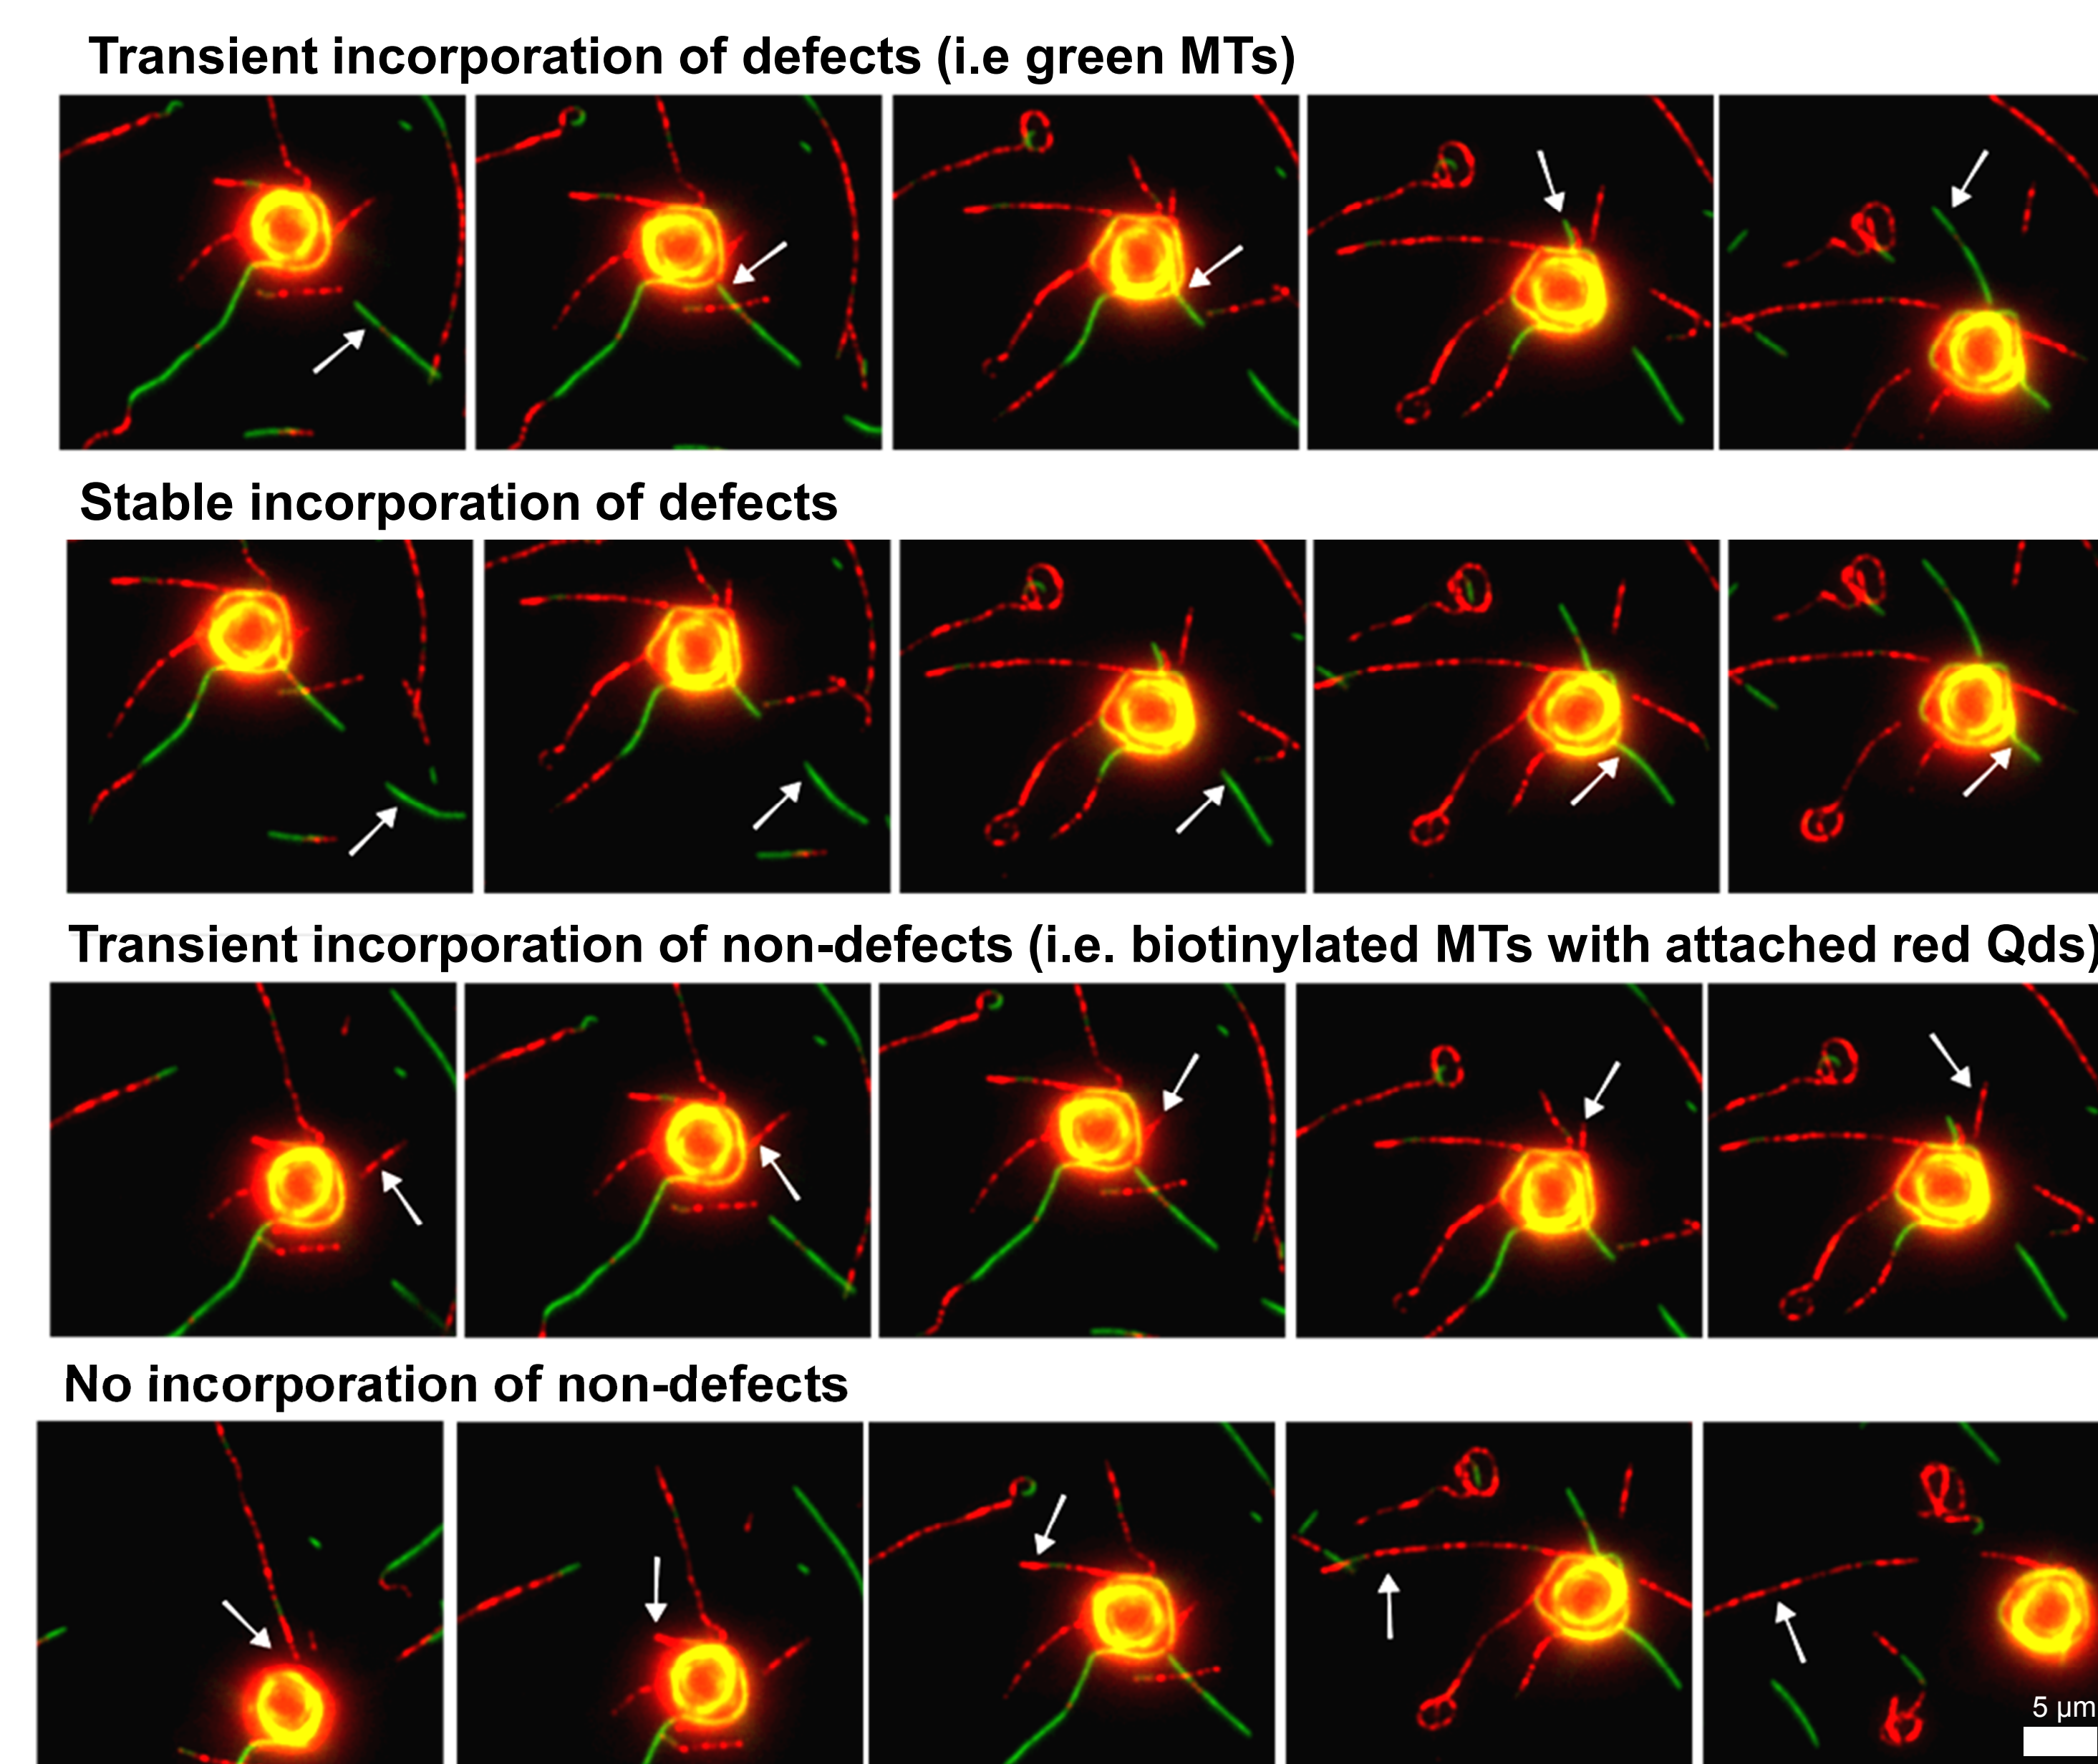 Transient incorporation of defects (i.e green MTs)
Stable incorporation of defects
Transient incorporation of non-defects (i.e. biotinylated MTs with attached red Qds)
No incorporation of non-defects
5 µm